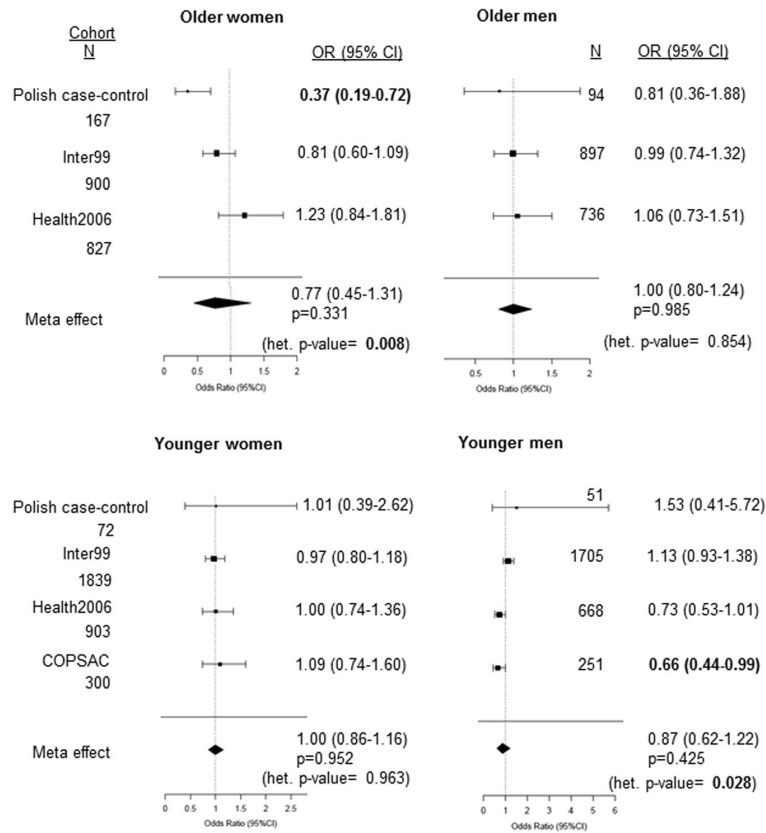 Older women
Older men
Cohort
N
OR (95% CI)
N
OR (95% CI)
Polish case-control
167
0.37 (0.19-0.72)
94
0.81 (0.36-1.88)
Inter99
900
0.81 (0.60-1.09)
897
0.99 (0.74-1.32)
Health2006
827
1.23 (0.84-1.81)
736
1.06 (0.73-1.51)
Meta effect
0.77 (0.45-1.31)
p=0.331
(het. p-value= 0.008)
1.00 (0.80-1.24)
p=0.985
(het. p-value= 0.854)
0 0.5 1 1.5 2
Odds Ratio (95%CI)
0.5 1 1.5 2
Odds Ratio (95%CI)
Younger women
Younger men
Polish case-control
72
1.01 (0.39-2.62)
51
1.53 (0.41-5.72)
Inter99
1839
0.97 (0.80-1.18)
1705
1.13 (0.93-1.38)
Health2006
903
1.00 (0.74-1.36)
668
0.73 (0.53-1.01)
COPSAC
300
1.09 (0.74-1.60)
251
0.66 (0.44-0.99)
Meta effect
1.00 (0.86-1.16)
p=0.952
(het. p-value= 0.963)
0.87 (0.62-1.22)
p=0.425
(het. p-value= 0.028)
0 0.5 1 1.5 2 2.5
Odds Ratio (95%CI)
0 1 2 3 4 5 6
Odds Ratio (95%CI)